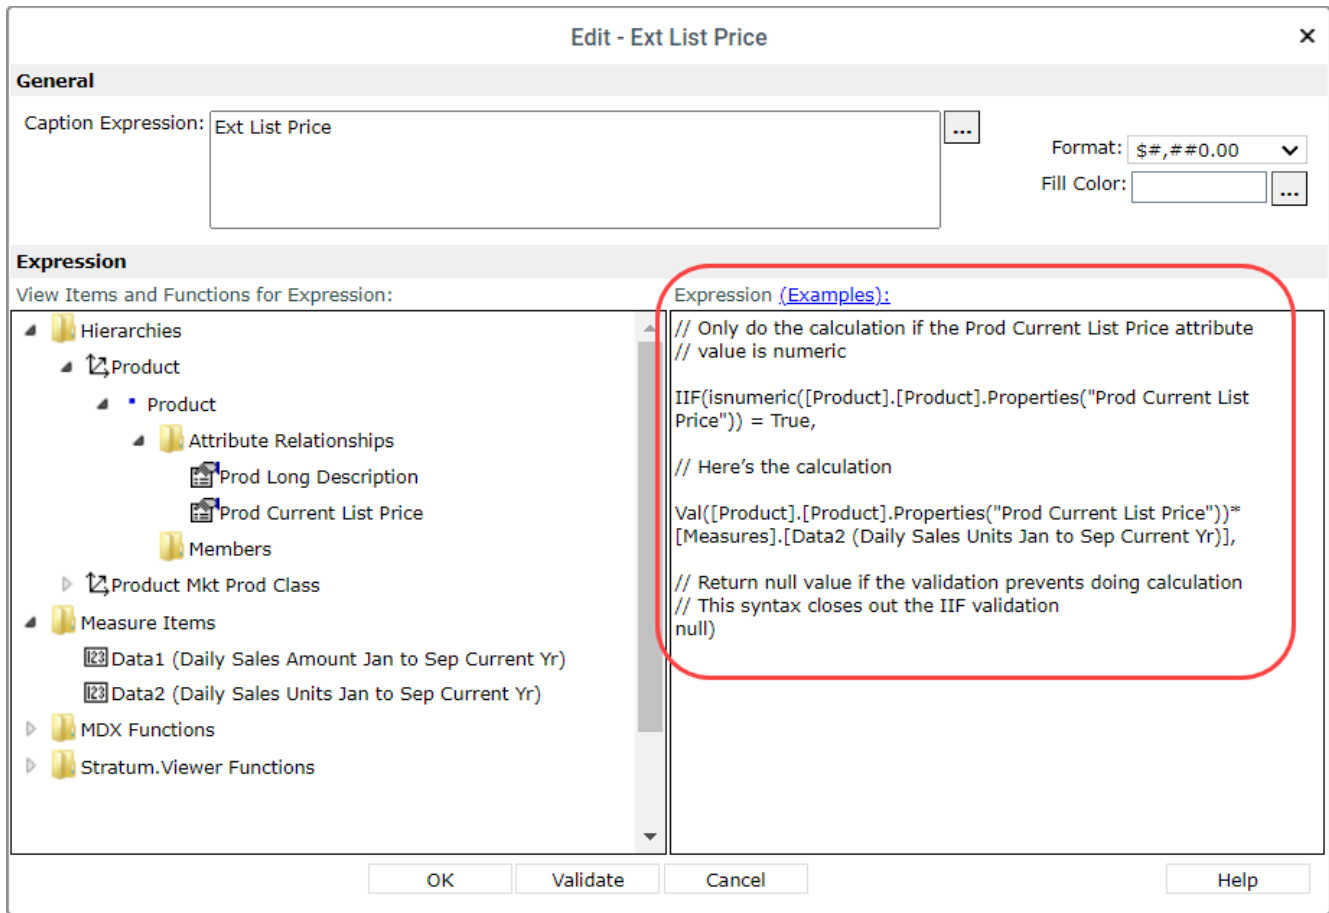 Edit - Ext List Price
×
General
Caption Expression:
Ext List Price
...
Format:
$#,##0.00
Fill Color:
...
Expression
View Items and Functions for Expression:
Hierarchies
Product
Product
Attribute Relationships
Prod Long Description
Prod Current List Price
Members
Product Mkt Prod Class
Measure Items
123 Data1 (Daily Sales Amount Jan to Sep Current Yr)
123 Data2 (Daily Sales Units Jan to Sep Current Yr)
MDX Functions
Stratum.Viewer Functions
Expression (Examples):
// Only do the calculation if the Prod Current List Price attribute
// value is numeric
IIF(isnumeric([Product].[Product].Properties("Prod Current List
Price")) = True,
// Here’s the calculation
Val([Product].[Product].Properties("Prod Current List Price"))*
[Measures].[Data2 (Daily Sales Units Jan to Sep Current Yr)],
// Return null value if the validation prevents doing calculation
// This syntax closes out the IIF validation
null)
OK
Validate
Cancel
Help